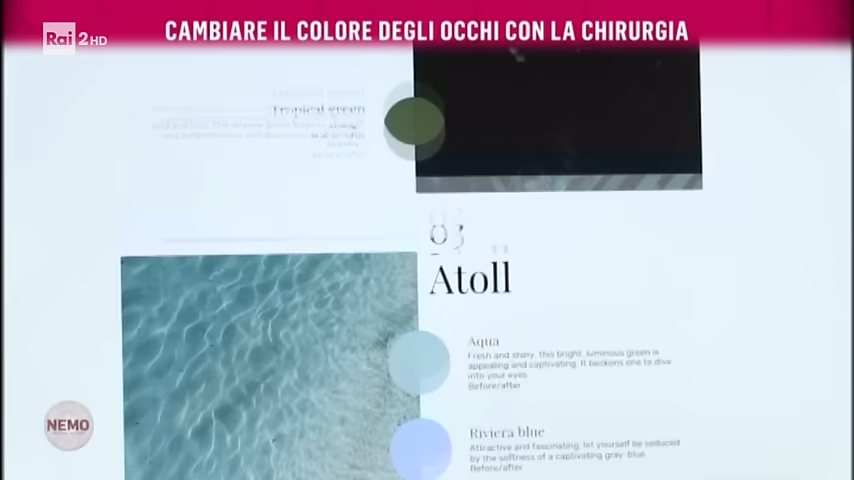 CAMBIARE IL COLORE DEGLI OCCHI CON LA CHIRURGIA
Rai 2HD
Tropical green
03
Atoll
Aqua
Fresh and shiny, this bright, luminous green is
appealing and captivating. It beckons one to dive
into your eyes.
Before/after
Riviera blue
Attractive and fascinating, let yourself be seduced
by the softness of a captivating gray-blue.
Before/after
NEMO